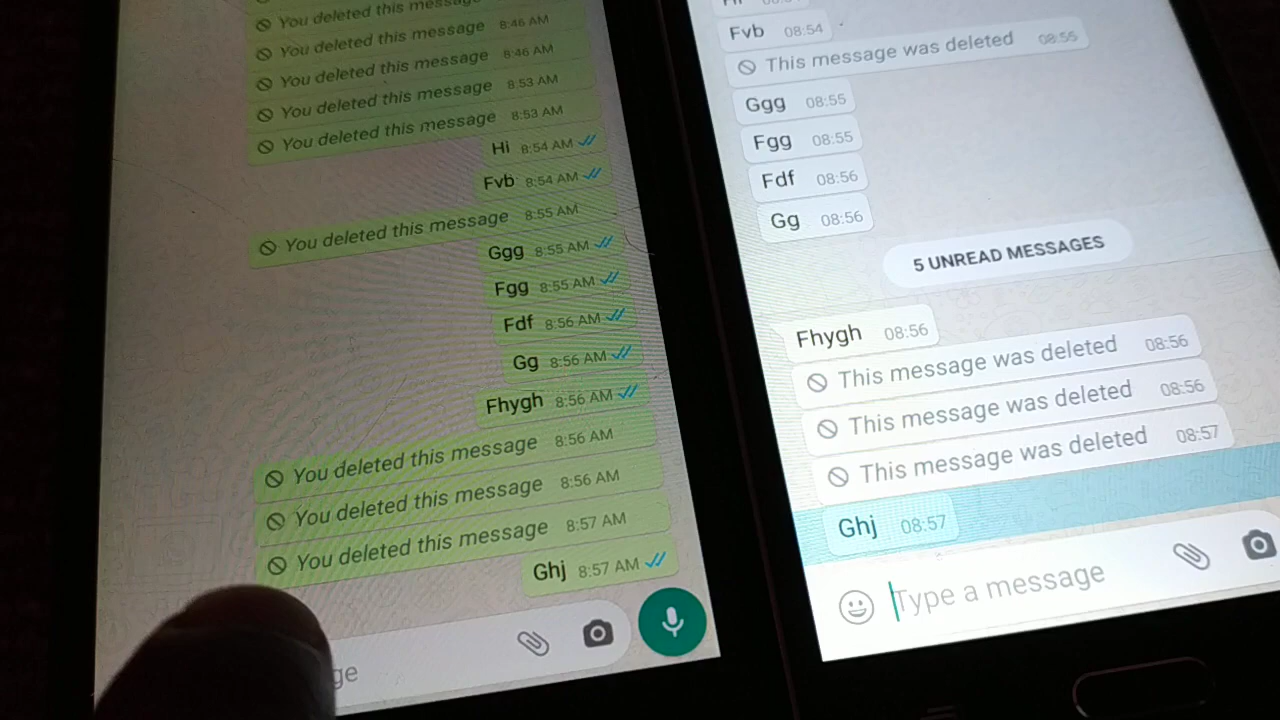 You deleted this message
You deleted this message 8:46 AM
You deleted this message 8:46 AM
You deleted this message 8:53 AM
You deleted this message 8:53 AM
Hi 8:54 AM
Fvb 8:54 AM
You deleted this message 8:55 AM
Ggg 8:55 AM
Fgg 8:55 AM
Fdf 8:56 AM
Gg 8:56 AM
Fhygh 8:56 AM
You deleted this message 8:56 AM
You deleted this message 8:56 AM
You deleted this message 8:57 AM
Ghj 8:57 AM
ge
Fvb 08:54
This message was deleted 08:55
Ggg 08:55
Fgg 08:55
Fdf 08:56
Gg 08:56
5 UNREAD MESSAGES
Fhygh 08:56
This message was deleted 08:56
This message was deleted 08:56
This message was deleted 08:57
Ghj 08:57
Type a message